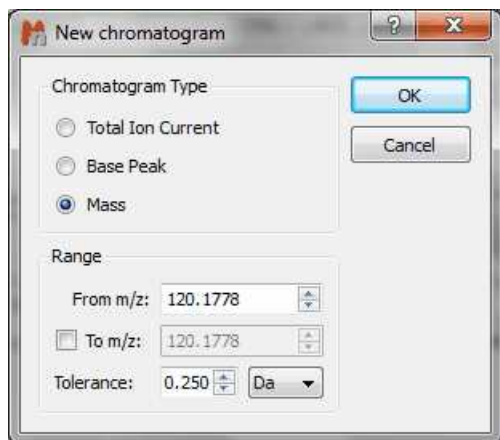 New chromatogram
Chromatogram Type
Total Ion Current
Base Peak
Mass
OK
Cancel
Range
From m/z: 120.1778
To m/z: 120.1778
Tolerance: 0.250 Da